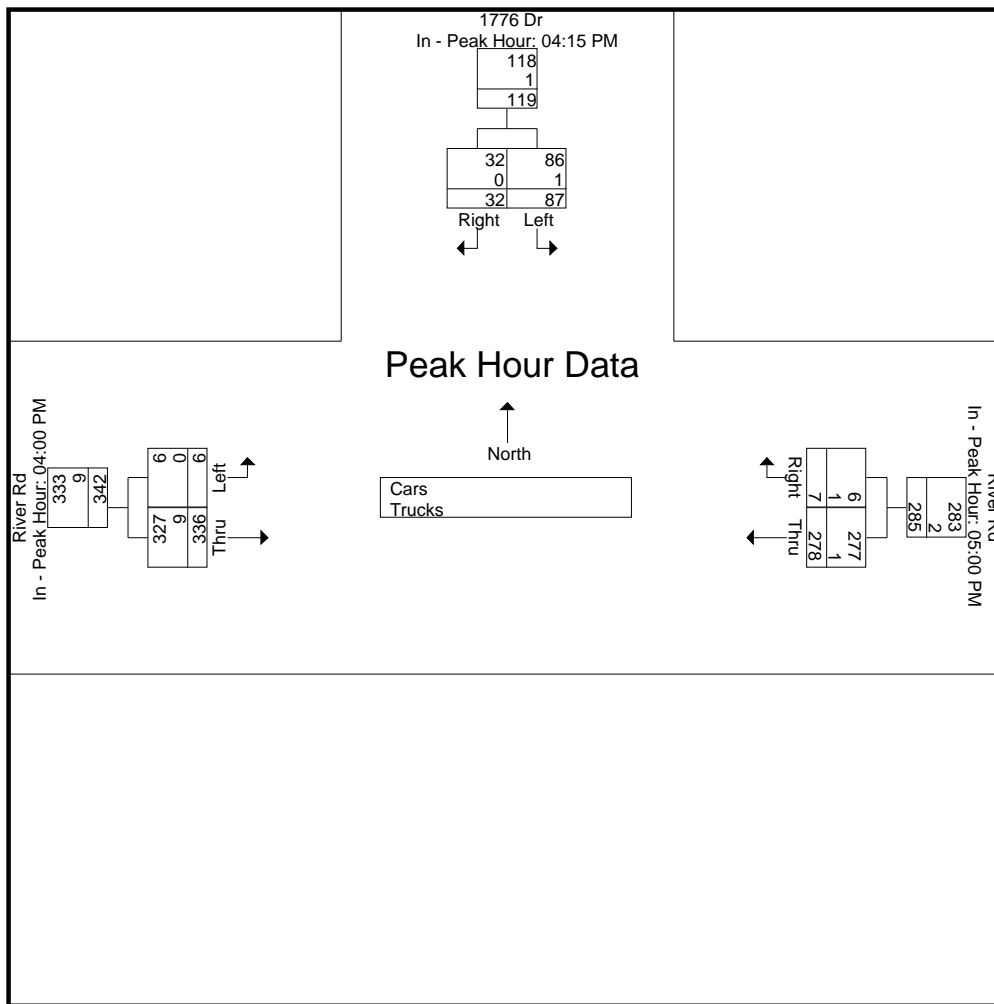 1776 Dr
In - Peak Hour: 04:15 PM
118
1
119
32 86
0 1
32 87
Right Left
Peak Hour Data
North
Cars
Trucks
River Rd
In - Peak Hour: 04:00 PM
333
9
342
6 0 6
Left
327 9 336
Thru
Right
7 1 6
Thru
278 1 277
285
2
283
In - Peak Hour: 05:00 PM
River Rd